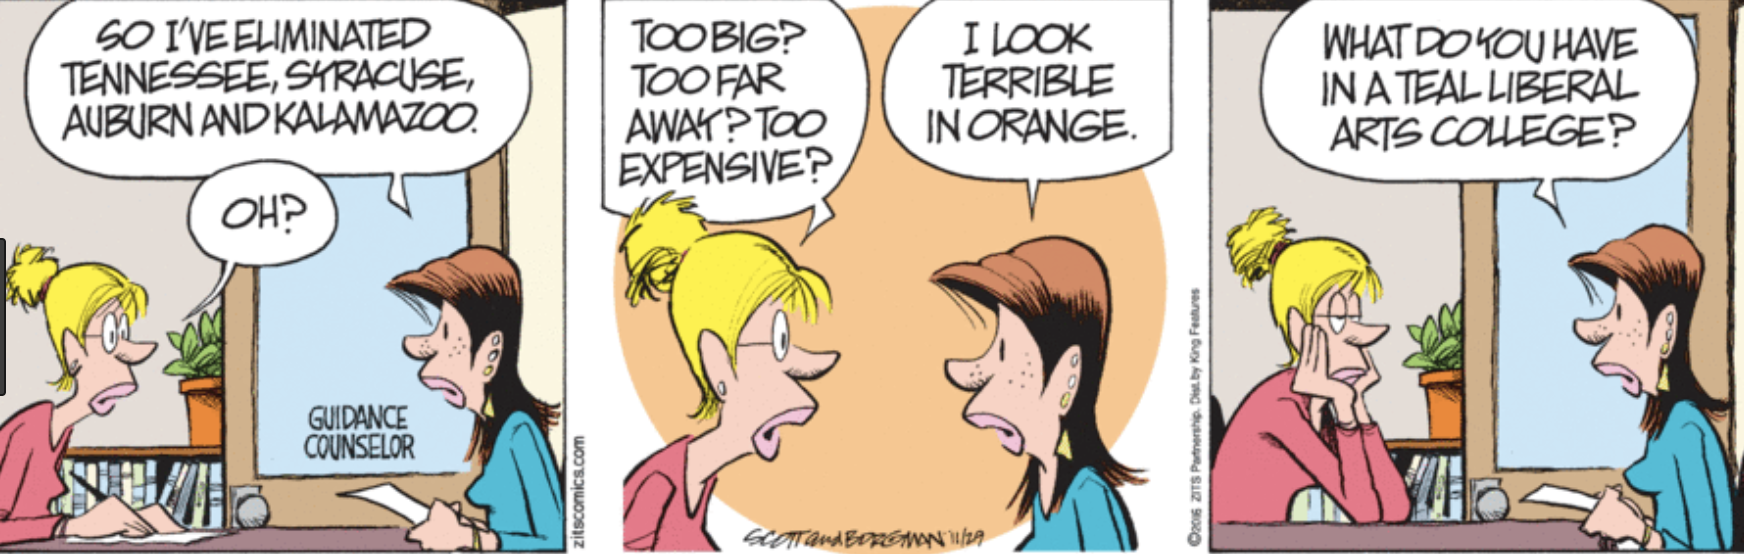 SO I'VE ELIMINATED
TENNESSEE, SYRACUSE,
AUBURN AND KALAMAZOO.
OH?
GUIDANCE
COUNSELOR
zitscomics.com
TOO BIG?
TOO FAR
AWAY? TOO
EXPENSIVE?
I LOOK
TERRIBLE
IN ORANGE.
SCOTT and BORGMAN 11/29
©2016 ZITS Partnership. Dist. by King Features
WHAT DO YOU HAVE
IN A TEAL LIBERAL
ARTS COLLEGE?